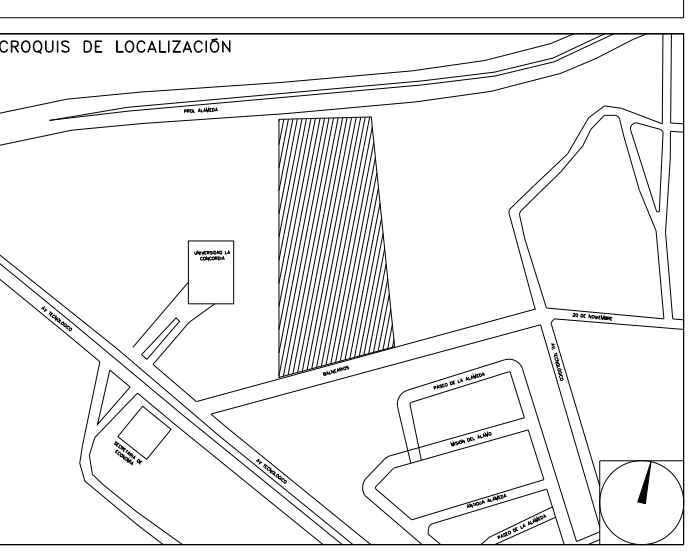 CROQUIS DE LOCALIZACIÓN
PROL ALAMEDA
UNIVERSIDAD LA
CONCORDIA
AV. TECNOLOGICO
20 DE NOVIEMBRE
AV. TECNOLOGICO
BALNEARIOS
PASEO DE LA ALAMEDA
VISION DEL ALAMO
SECRETARIA DE
ECONOMIA
AV. TECNOLOGICO
ANTIGUA ALAMEDA
PASEO DE LA ALAMEDA